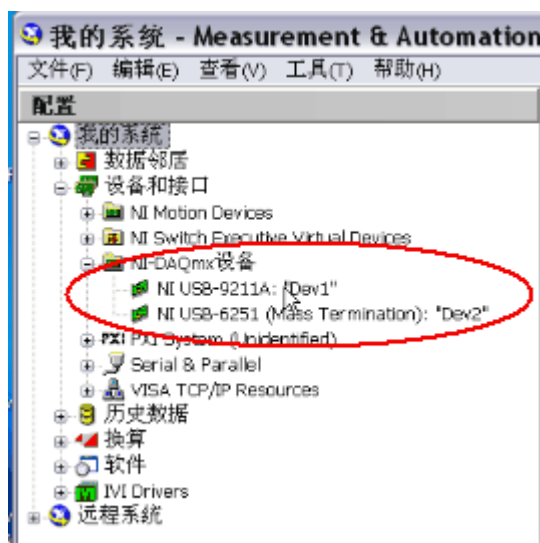 我的系统 - Measurement & Automation
文件(F) 编辑(E) 查看(V) 工具(T) 帮助(H)
配置
我的系统
数据邻居
设备和接口
NI Motion Devices
NI Switch Executive Virtual Devices
NI-DAQmx设备
NI USB-9211A: "Dev1"
NI USB-6251 (Mass Termination): "Dev2"
PXI PXI System (Unidentified)
Serial & Parallel
VISA TCP/IP Resources
历史数据
换算
软件
IVI Drivers
远程系统